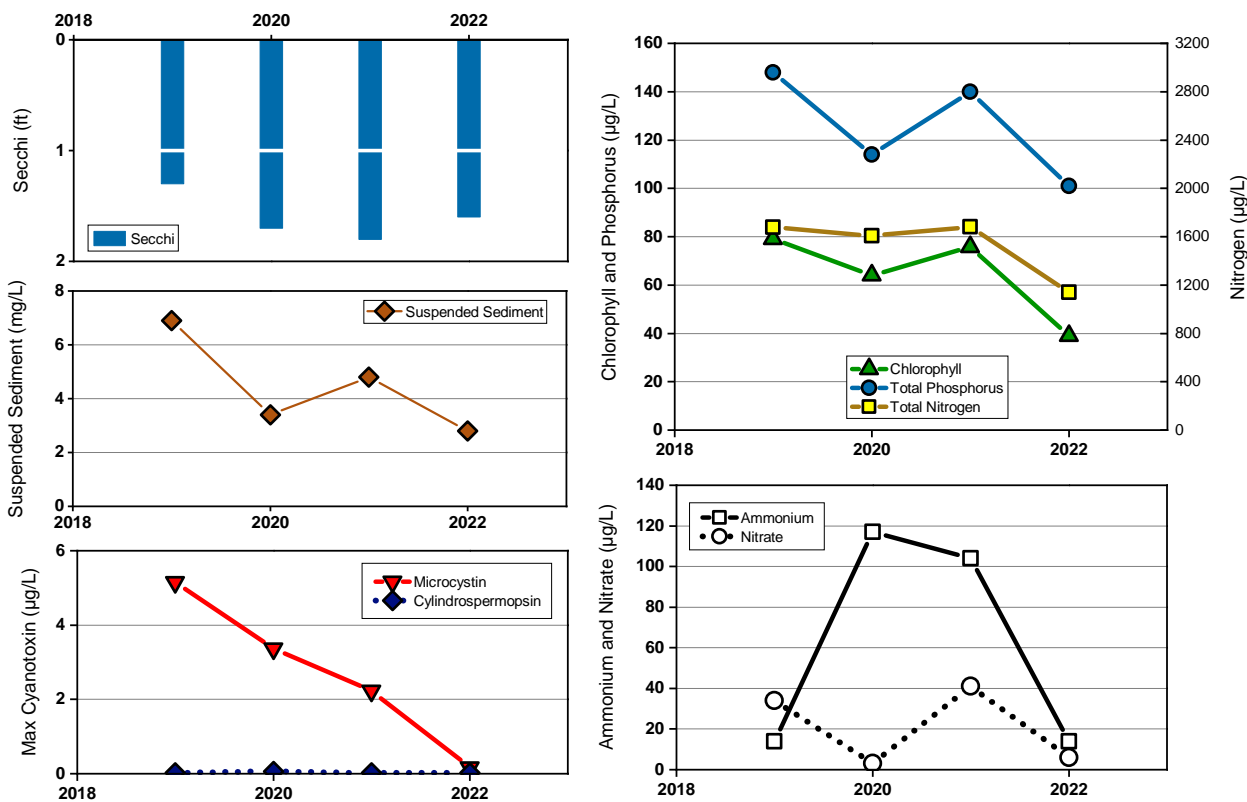 2018 2020 2022
0
1
2
Secchi (ft)
Secchi
8
6
4
2
0
Suspended Sediment (mg/L)
Suspended Sediment
2018 2020 2022
6
4
2
0
Max Cyanotoxin (µg/L)
Microcystin
Cylindrospermopsin
2018 2020 2022
160 3200
140 2800
120 2400
100 2000
80 1600
60 1200
40 800
20 400
0 0
Chlorophyll and Phosphorus (µg/L)
Nitrogen (µg/L)
Chlorophyll
Total Phosphorus
Total Nitrogen
2018 2020 2022
140
120
100
80
60
40
20
0
Ammonium and Nitrate (µg/L)
Ammonium
Nitrate
2018 2020 2022